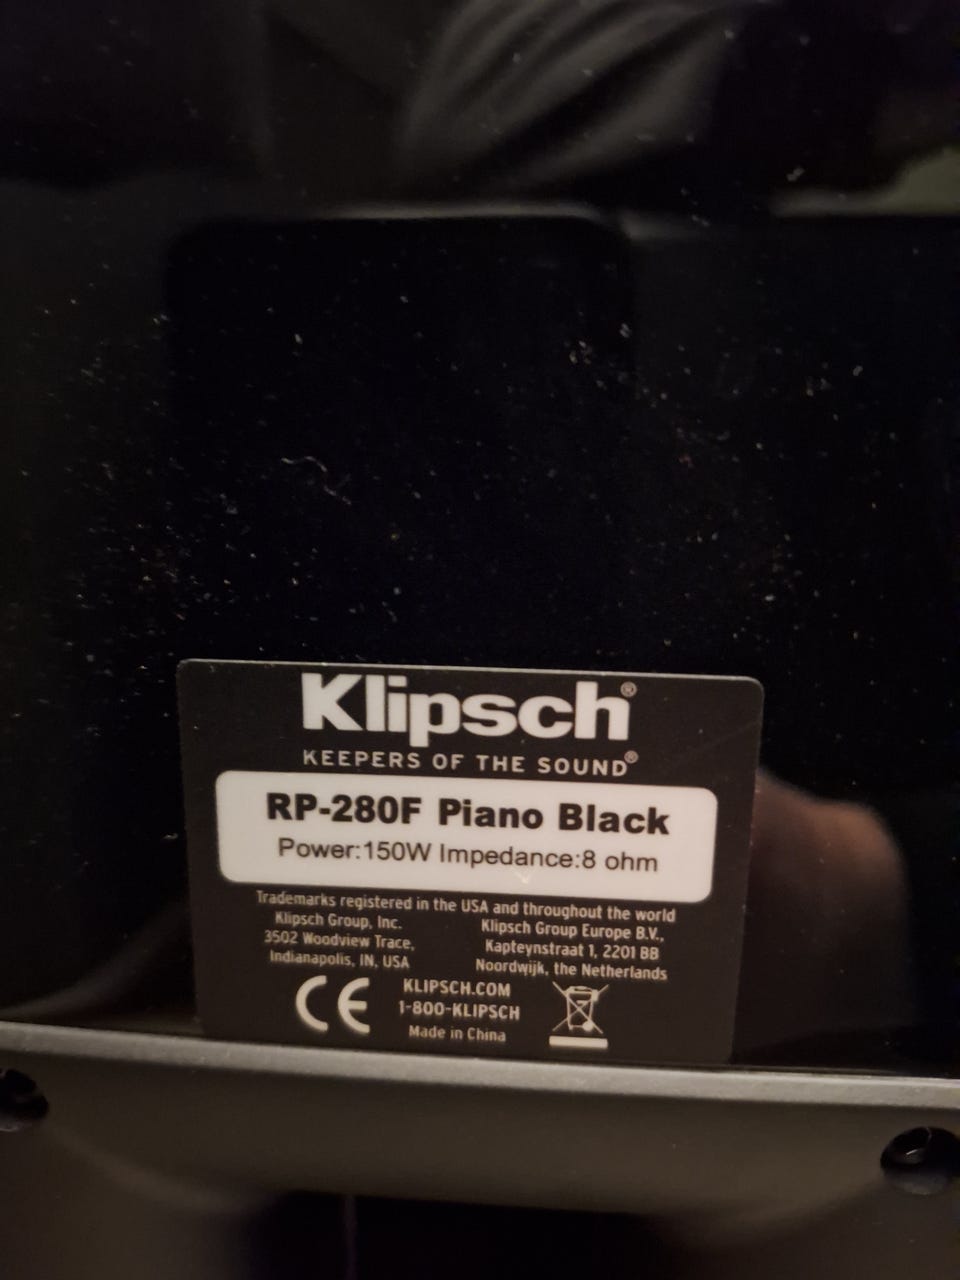 Klipsch®
KEEPERS OF THE SOUND®
RP-280F Piano Black
Power:150W Impedance:8 ohm
Trademarks registered in the USA and throughout the world
Klipsch Group, Inc.
3502 Woodview Trace,
Indianapolis, IN, USA
Klipsch Group Europe B.V.,
Kapteynstraat 1, 2201 BB
Noordwijk, the Netherlands
CE
KLIPSCH.COM
1-800-KLIPSCH
Made in China